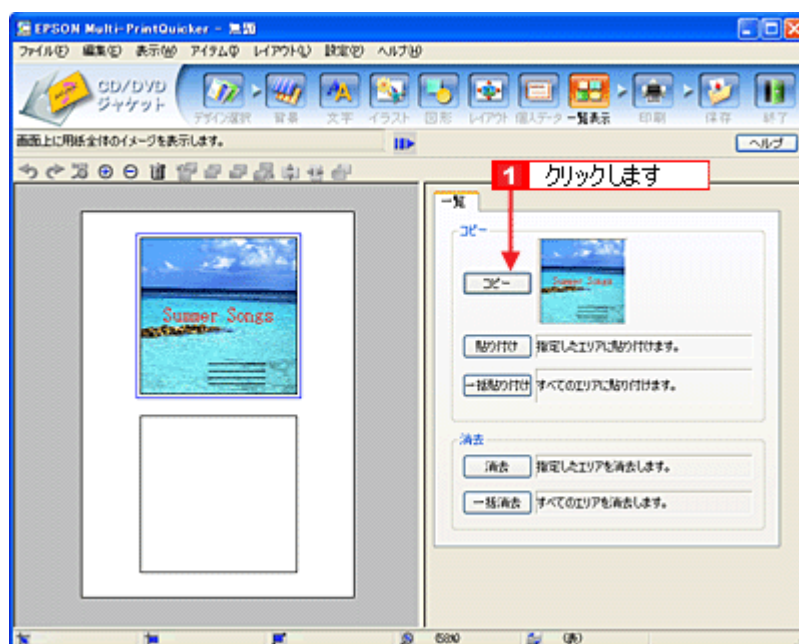 EPSON Multi-PrintQuicker - 無題
ファイル(F) 編集(E) 表示(W) アイテム(I) レイアウト(L) 設定(P) ヘルプ(H)
CD/DVD
ジャケット
デザイン選択 背景 文字 イラスト 図形 レイアウト 個人データ 一覧表示 印刷 保存 終了
画面上に用紙全体のイメージを表示します。
ヘルプ
1 クリックします
一覧
コピー
コピー
Summer Songs
Summer Songs
貼り付け 指定したエリアに貼り付けます。
一括貼り付け すべてのエリアに貼り付けます。
消去
消去 指定したエリアを消去します。
一括消去 すべてのエリアを消去します。
(58%) (表)